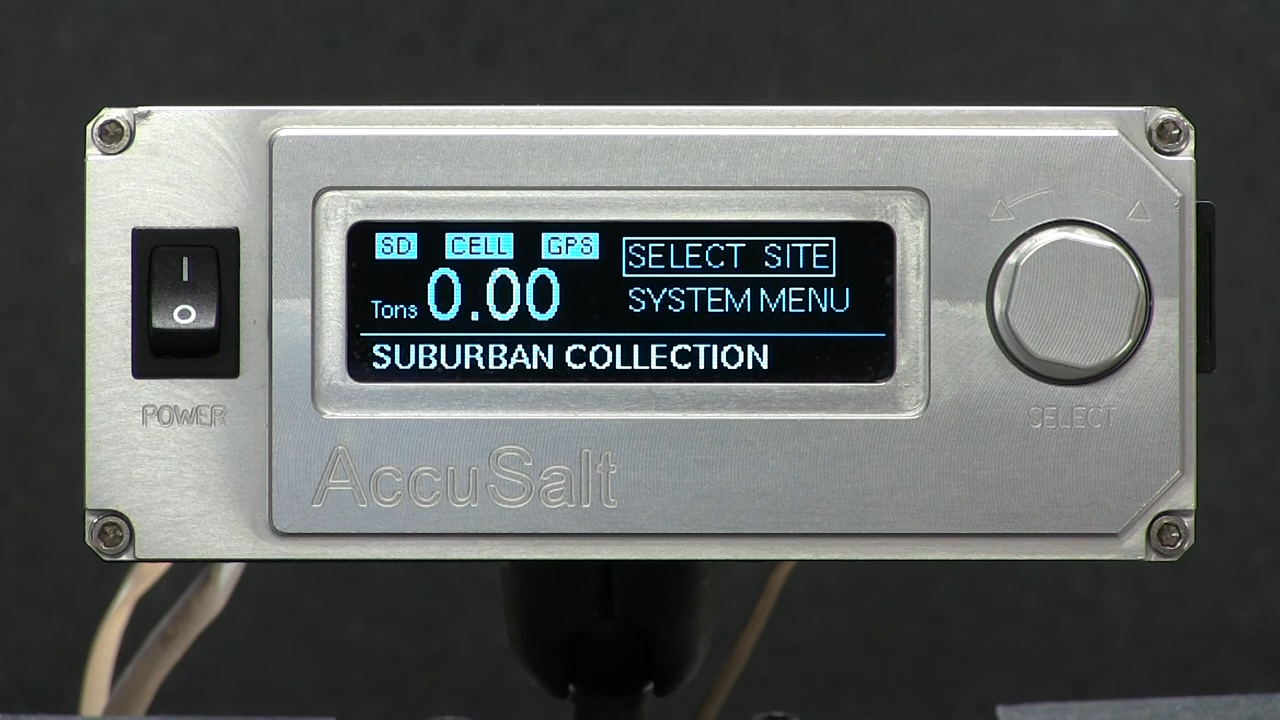 SD CELL GPS
SELECT SITE
Tons 0.00
SYSTEM MENU
SUBURBAN COLLECTION
POWER
SELECT
AccuSalt